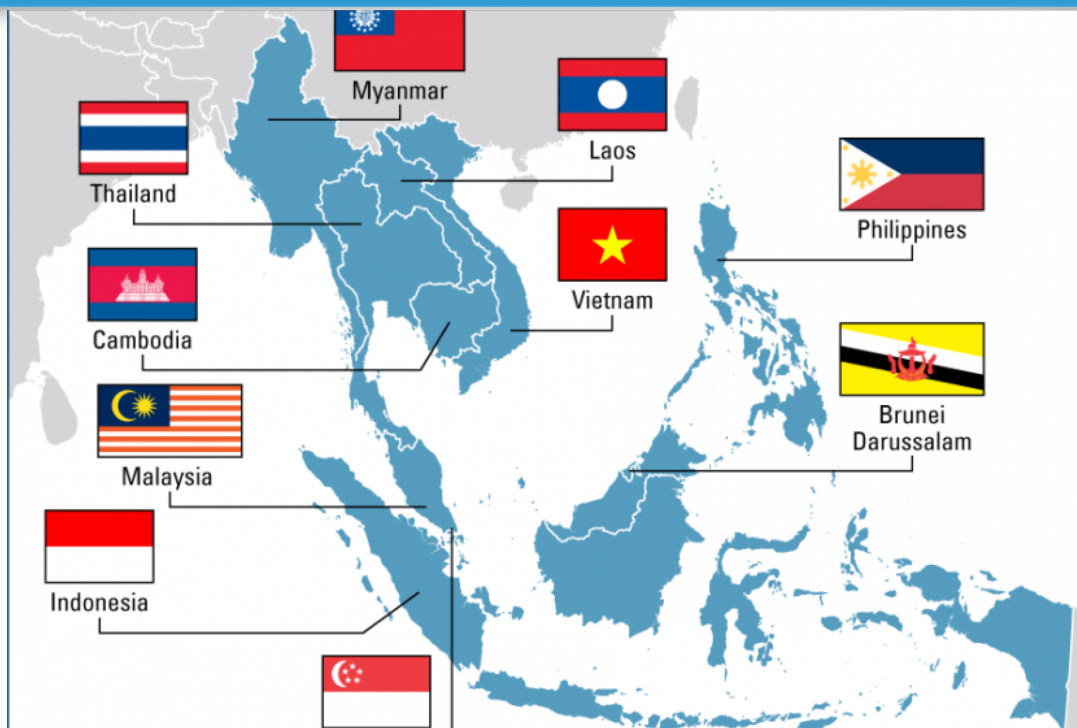 Myanmar
Laos
Thailand
Philippines
Vietnam
Cambodia
Brunei
Darussalam
Malaysia
Indonesia